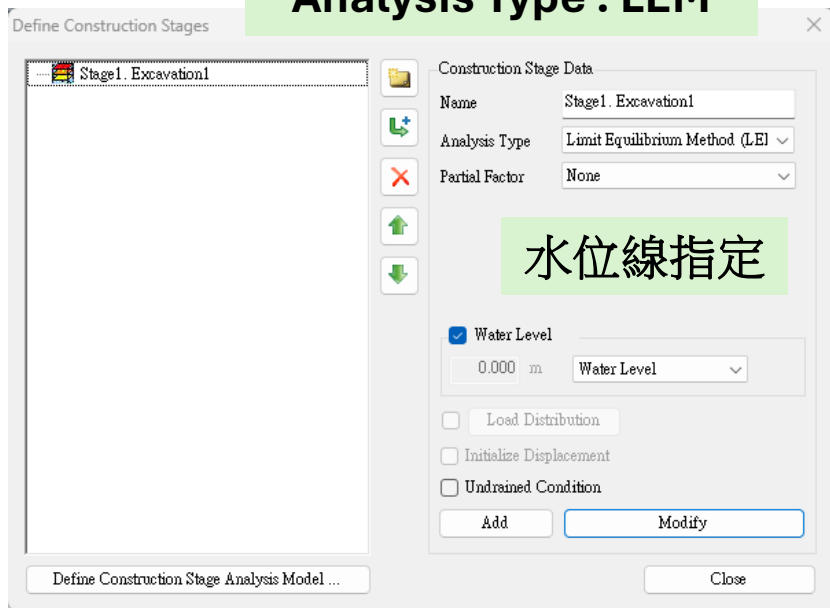 Analysis Type : LEM
Define Construction Stages
Stage1. Excavation1
Construction Stage Data
Name Stage1. Excavation1
Analysis Type Limit Equilibrium Method (LE
Partial Factor None
水位線指定
Water Level
0.000 m Water Level
Load Distribution
Initialize Displacement
Undrained Condition
Add Modify
Define Construction Stage Analysis Model ... Close